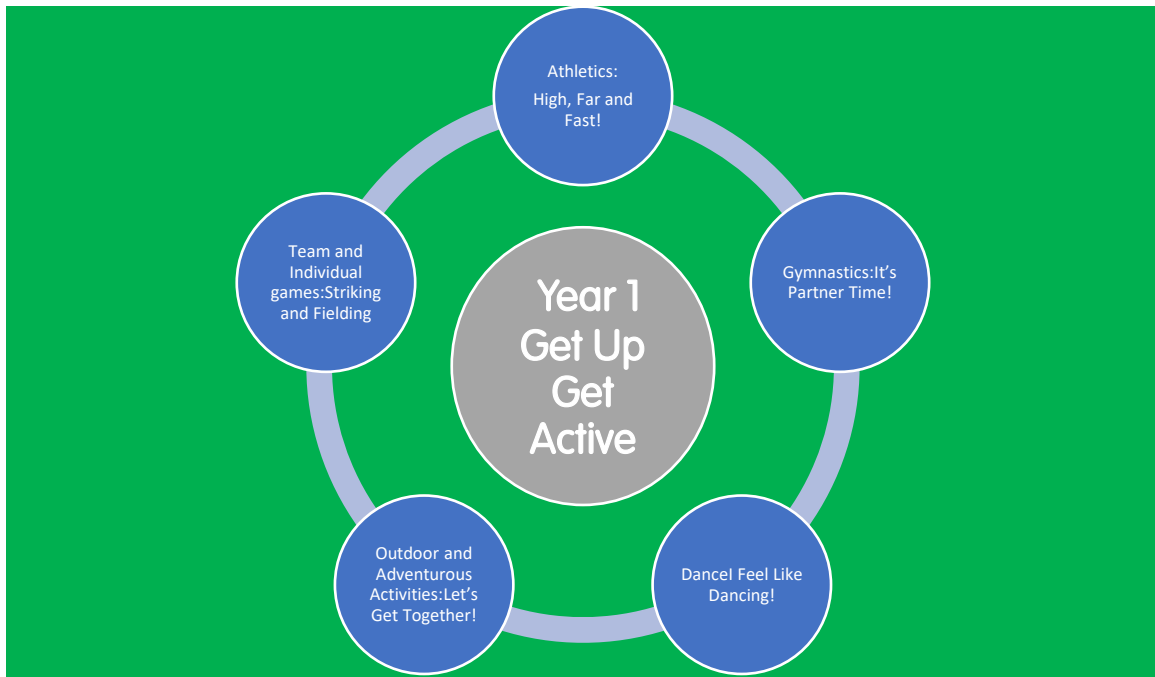 Athletics:
High, Far and
Fast!
Team and
Individual
games:Striking
and Fielding
Gymnastics:It’s
Partner Time!
Year 1
Get Up
Get
Active
Outdoor and
Adventurous
Activities:Let’s
Get Together!
DanceI Feel Like
Dancing!